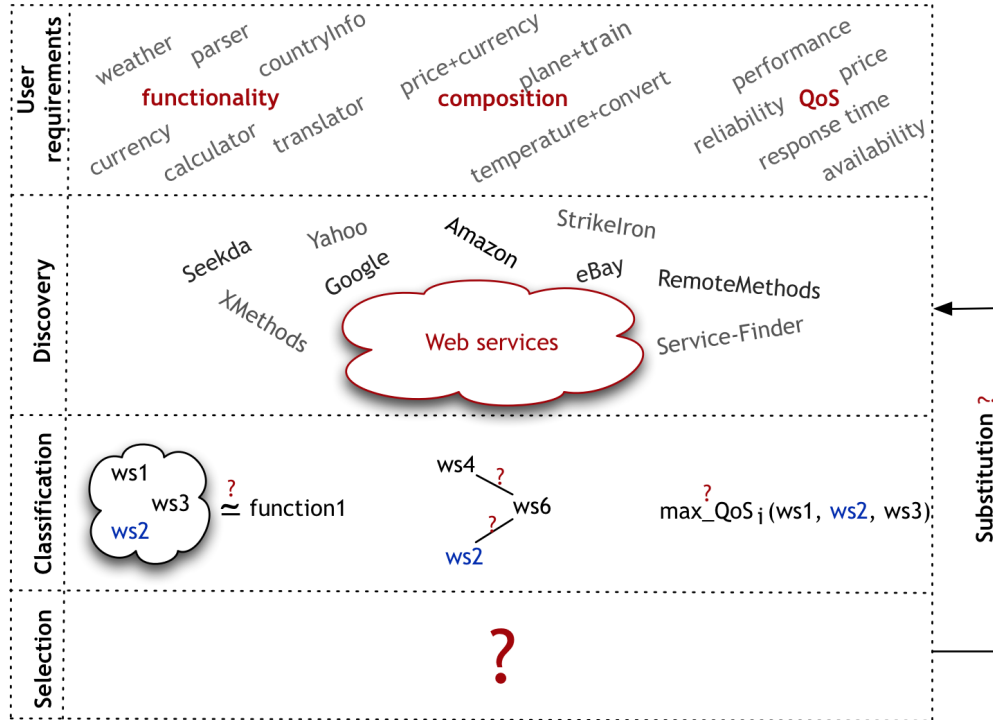 User
requirements
weather
parser
countryInfo
functionality
currency
calculator
translator
price+currency
plane+train
composition
temperature+convert
performance
price
QoS
reliability
response time
availability
Discovery
Seekda
Yahoo
Amazon
StrikeIron
Google
eBay
RemoteMethods
XMethods
Web services
Service-Finder
Classification
ws1
ws3
ws2
?
≃ function1
ws4
?
ws6
?
ws2
?
max_QoS i (ws1, ws2, ws3)
Selection
?
Substitution ?